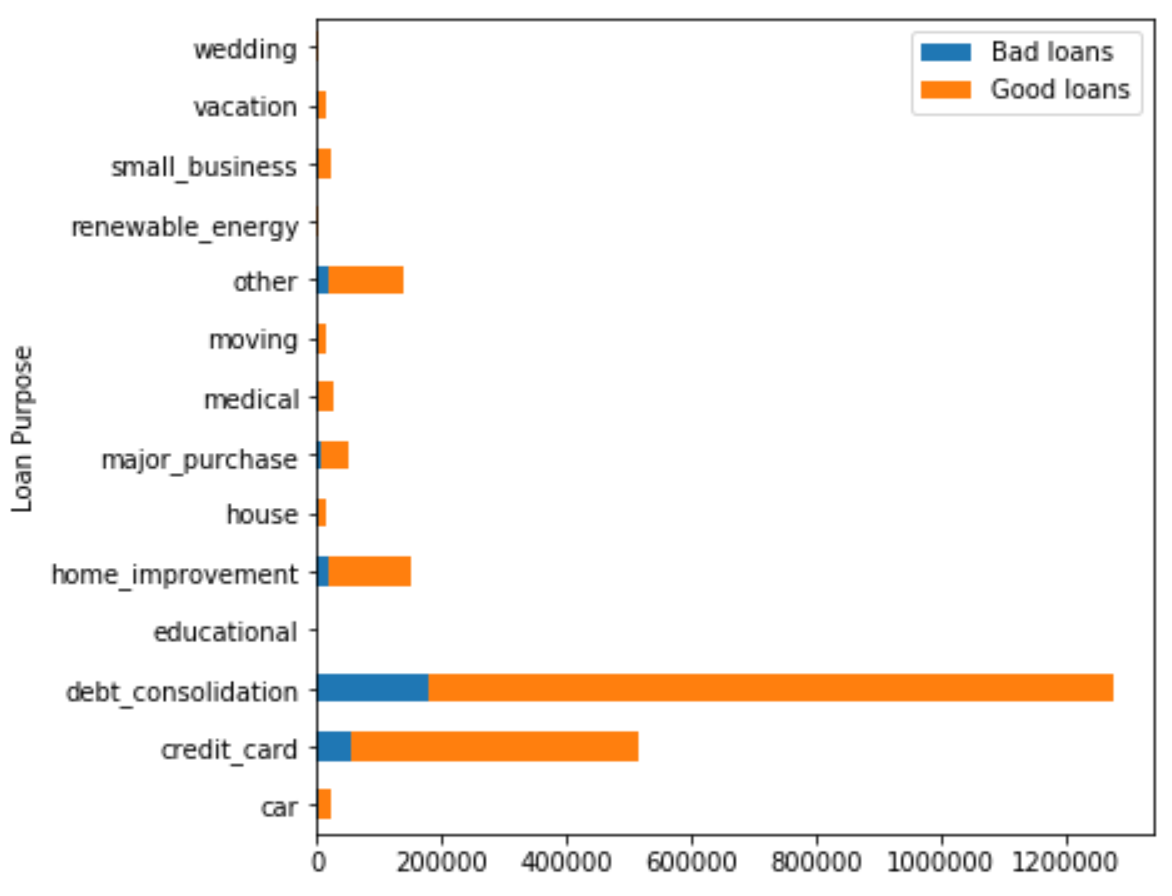 Bad loans
Good loans
Loan Purpose
wedding
vacation
small_business
renewable_energy
other
moving
medical
major_purchase
house
home_improvement
educational
debt_consolidation
credit_card
car
0 200000 400000 600000 800000 1000000 1200000